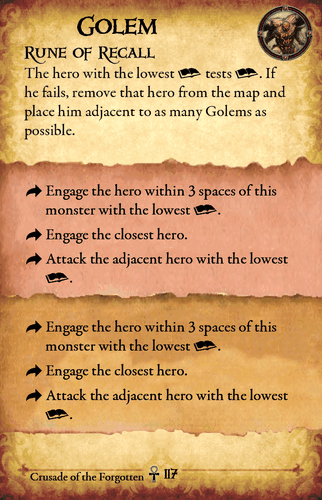 Golem
Rune of Recall
The hero with the lowest tests . If
he fails, remove that hero from the map and
place him adjacent to as many Golems as
possible.
Engage the hero within 3 spaces of this
monster with the lowest .
Engage the closest hero.
Attack the adjacent hero with the lowest
.
Engage the hero within 3 spaces of this
monster with the lowest .
Engage the closest hero.
Attack the adjacent hero with the lowest
.
Crusade of the Forgotten ☥ 117